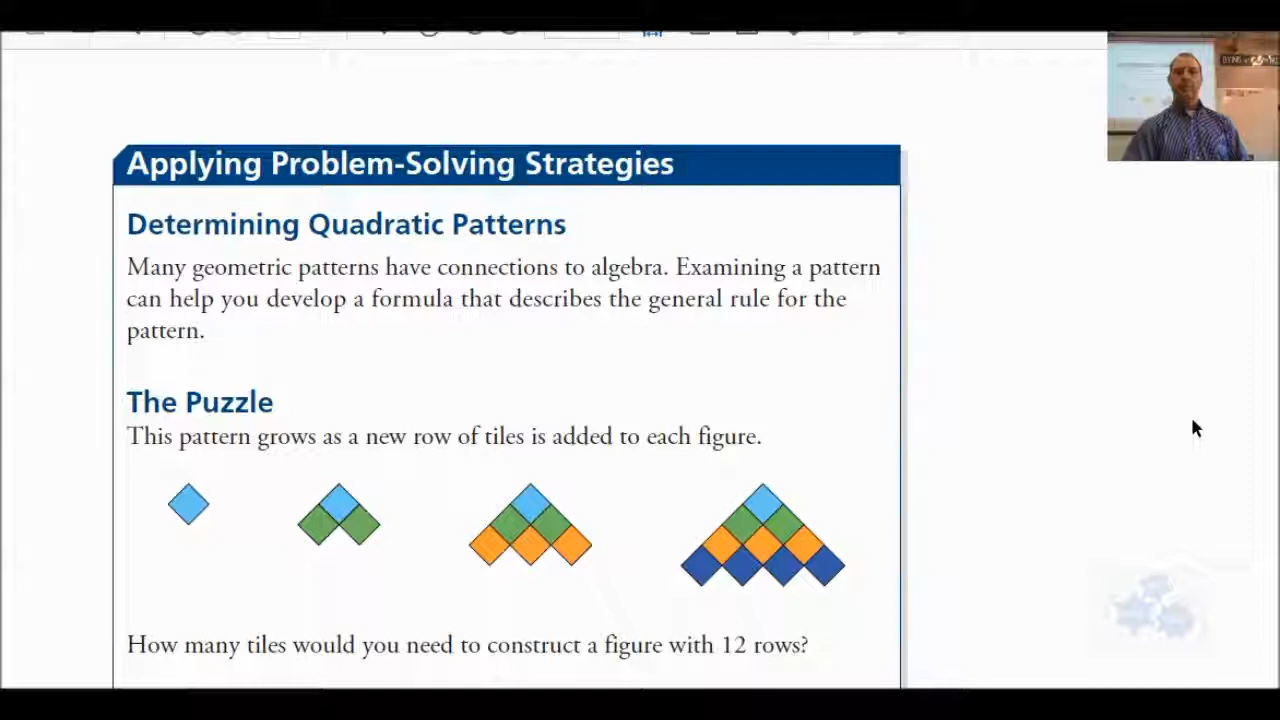 Applying Problem-Solving Strategies
Determining Quadratic Patterns
Many geometric patterns have connections to algebra. Examining a pattern
can help you develop a formula that describes the general rule for the
pattern.
The Puzzle
This pattern grows as a new row of tiles is added to each figure.
How many tiles would you need to construct a figure with 12 rows?